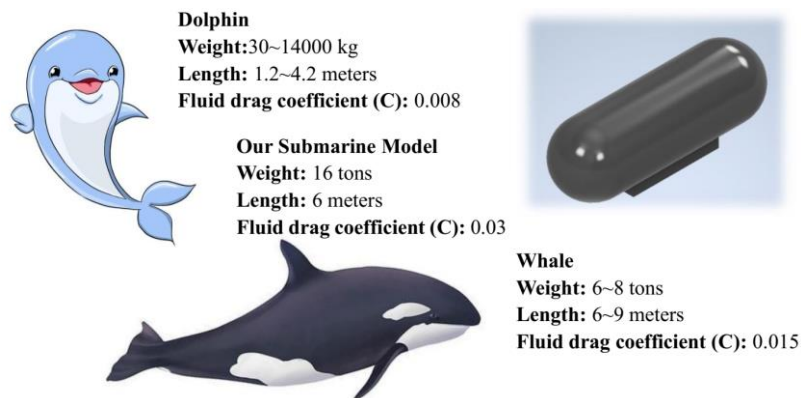 Dolphin
Weight:30~14000 kg
Length: 1.2~4.2 meters
Fluid drag coefficient (C): 0.008
Our Submarine Model
Weight: 16 tons
Length: 6 meters
Fluid drag coefficient (C): 0.03
Whale
Weight: 6~8 tons
Length: 6~9 meters
Fluid drag coefficient (C): 0.015